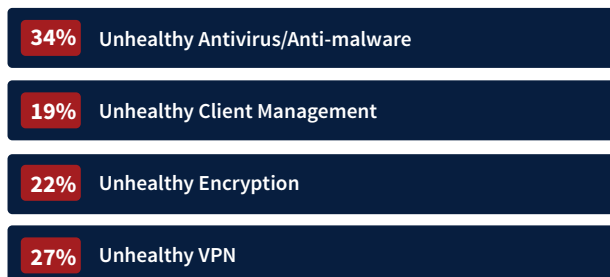 34% Unhealthy Antivirus/Anti-malware
19% Unhealthy Client Management
22% Unhealthy Encryption
27% Unhealthy VPN